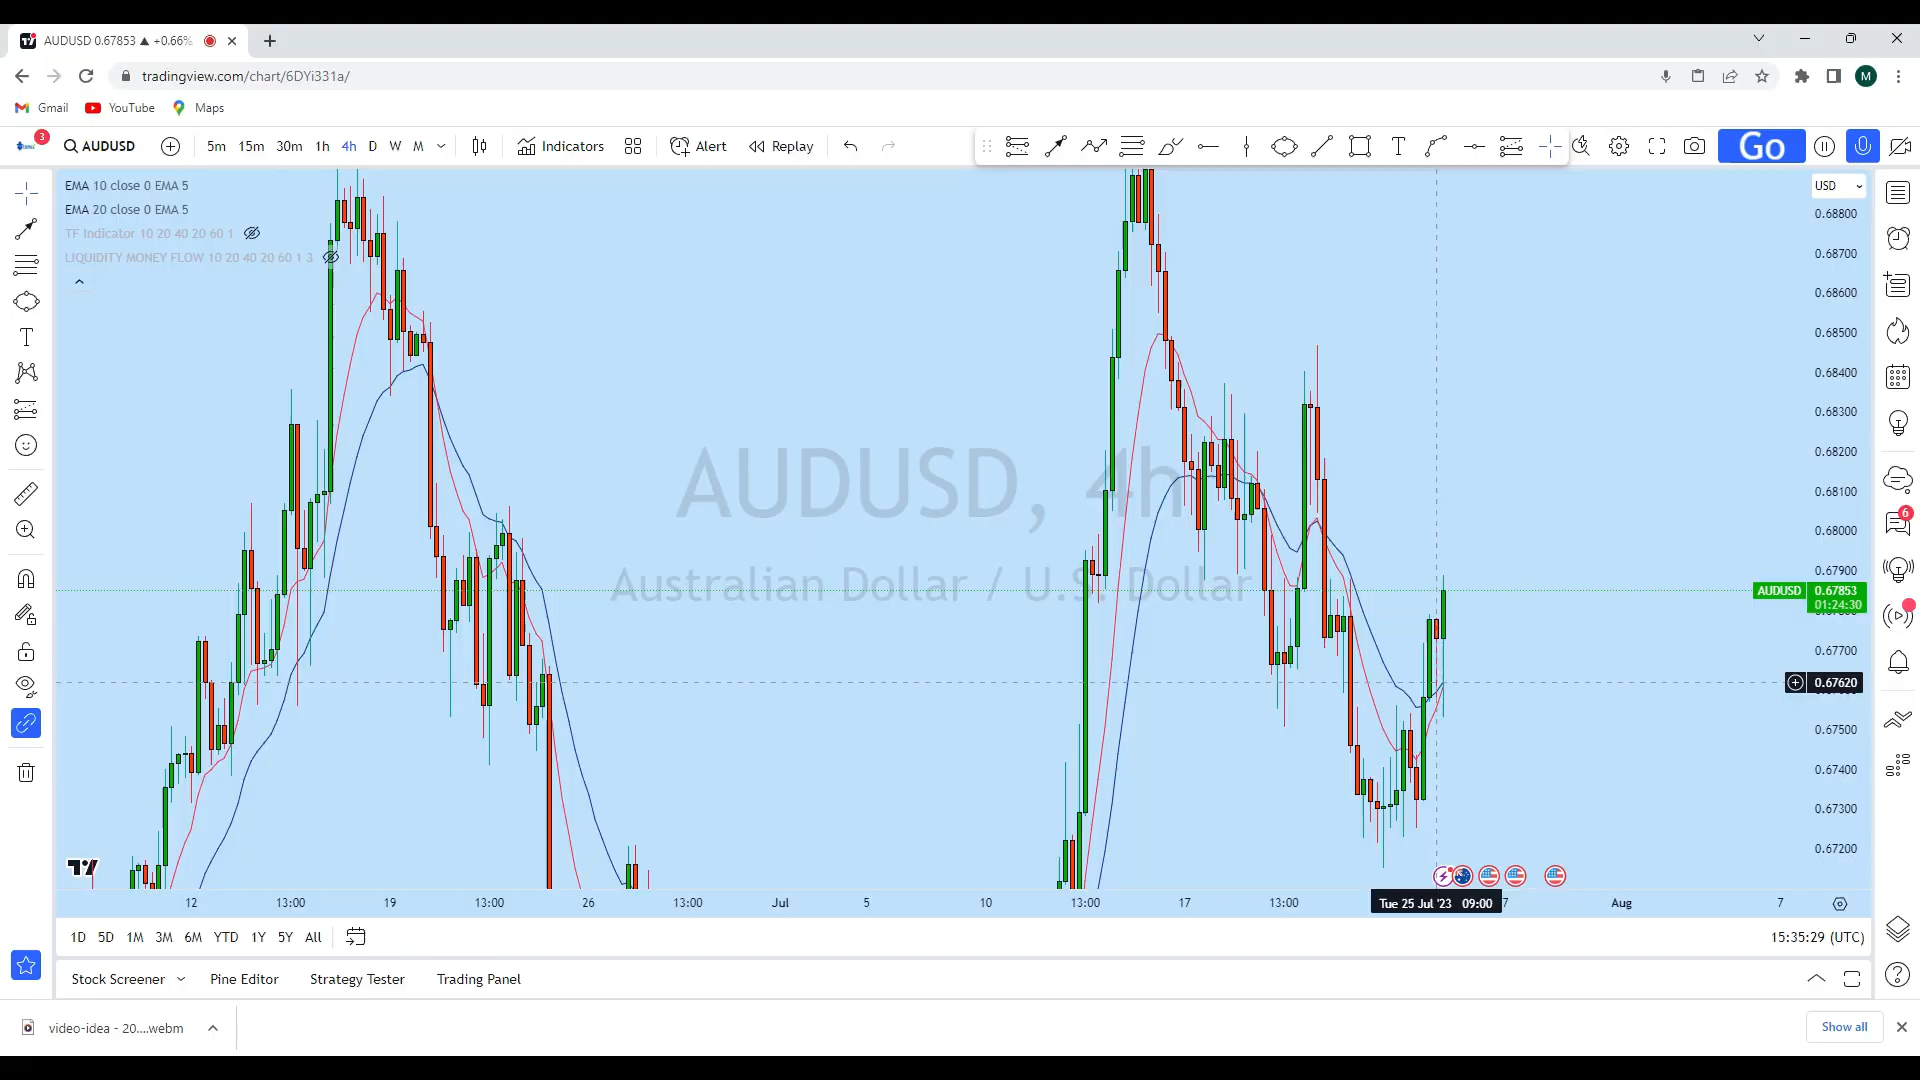 AUDUSD 0.67853 ▲ +0.66%
tradingview.com/chart/6DYi331a/
M
Gmail YouTube Maps
3 AUDUSD 5m 15m 30m 1h 4h D W M Indicators Alert Replay T Go
EMA 10 close 0 EMA 5
EMA 20 close 0 EMA 5
TF Indicator 10 20 40 20 60 1
LIQUIDITY MONEY FLOW 10 20 40 20 60 1 3
USD
0.68800
0.68700
0.68600
0.68500
0.68400
0.68300
0.68200
0.68100
0.68000
0.67900
AUDUSD 0.67853
01:24:30
0.67700
0.67620
0.67500
0.67400
0.67300
0.67200
AUDUSD, 4h
Australian Dollar / U.S. Dollar
6
12 13:00 19 13:00 26 13:00 Jul 5 10 13:00 17 13:00 Tue 25 Jul '23 09:00 7 Aug 7
1D 5D 1M 3M 6M YTD 1Y 5Y All 15:35:29 (UTC)
Stock Screener Pine Editor Strategy Tester Trading Panel
video-idea - 20....webm Show all